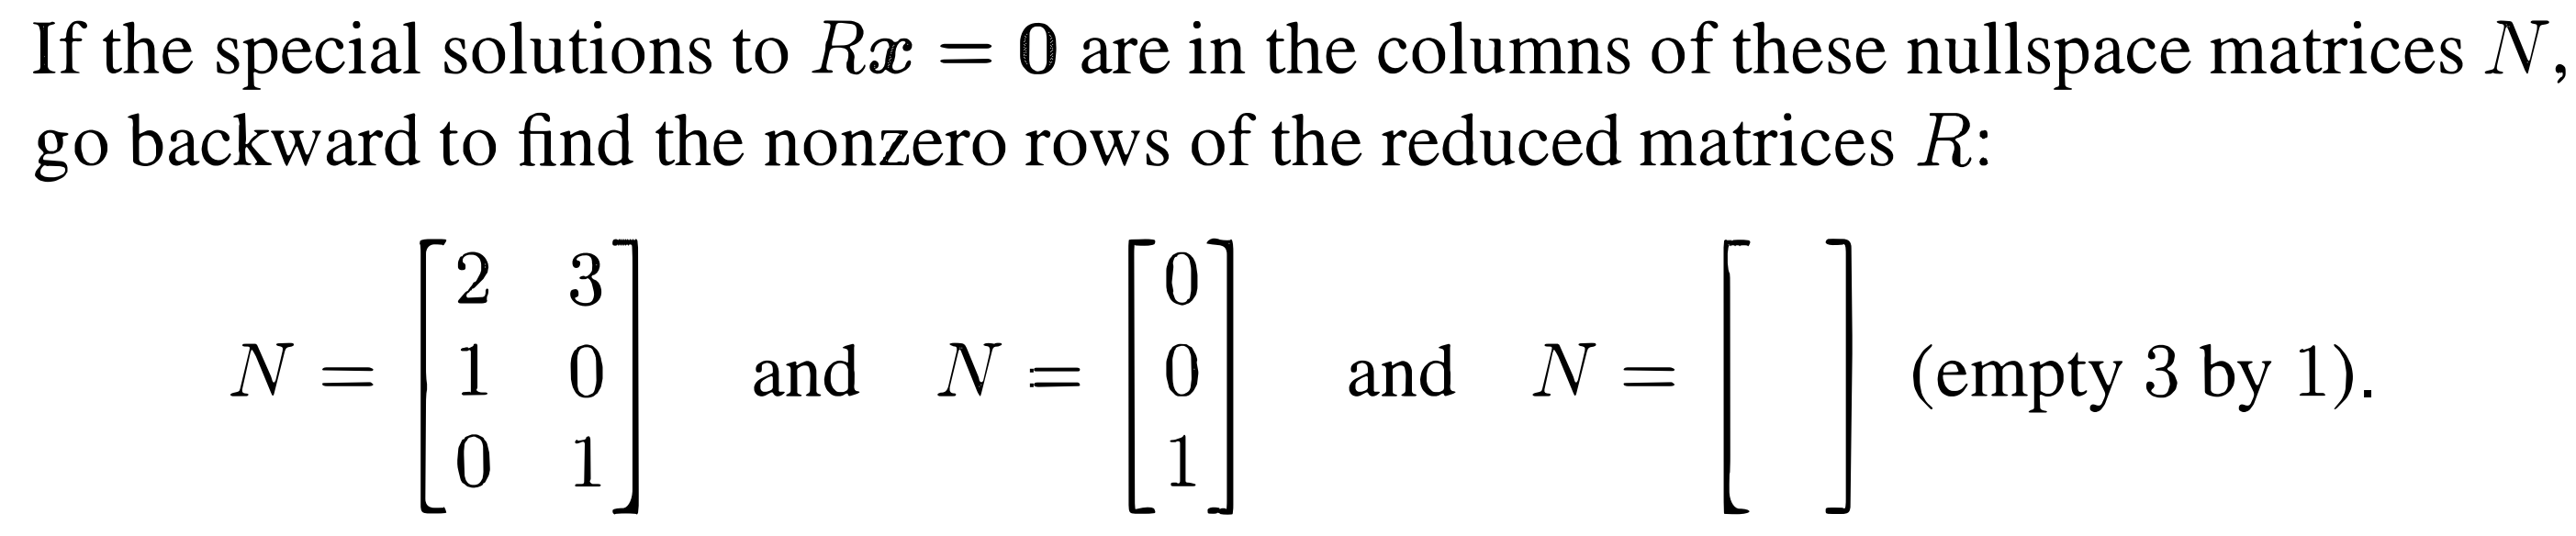 If the special solutions to Rx = 0 are in the columns of these nullspace matrices N,
go backward to find the nonzero rows of the reduced matrices R:
N = [2 3; 1 0; 0 1] and N = [0; 0; 1] and N = [ ] (empty 3 by 1).